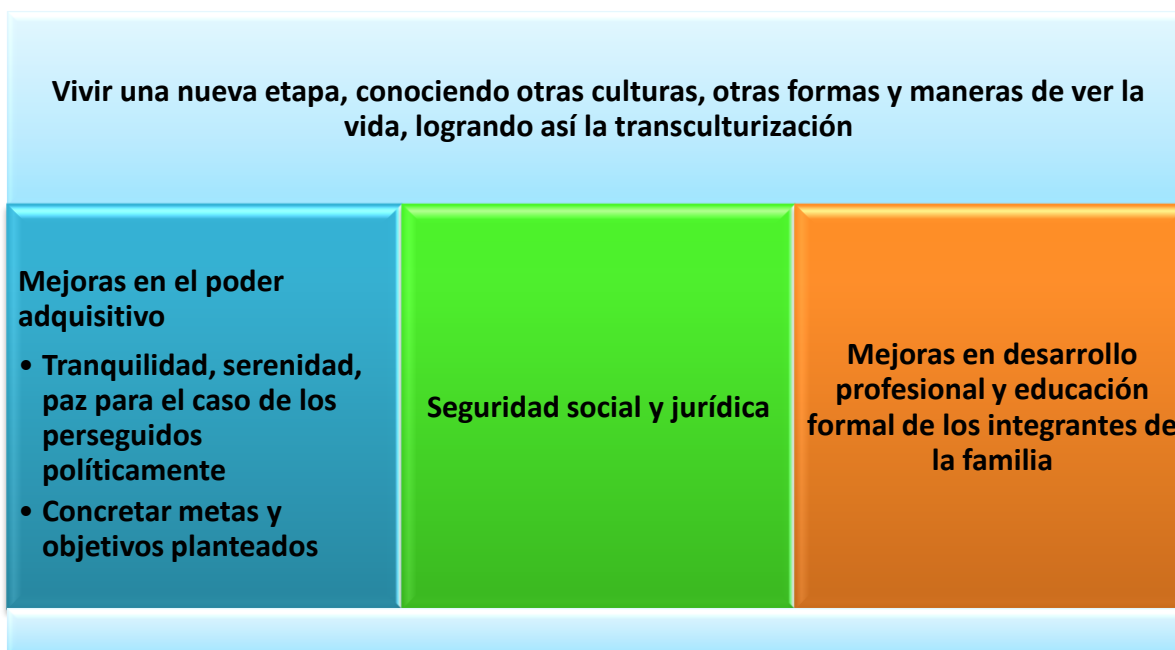 Vivir una nueva etapa, conociendo otras culturas, otras formas y maneras de ver la
vida, logrando así la transculturización
Mejoras en el poder
adquisitivo
• Tranquilidad, serenidad,
paz para el caso de los
perseguidos
políticamente
• Concretar metas y
objetivos planteados
Seguridad social y jurídica
Mejoras en desarrollo
profesional y educación
formal de los integrantes de
la familia